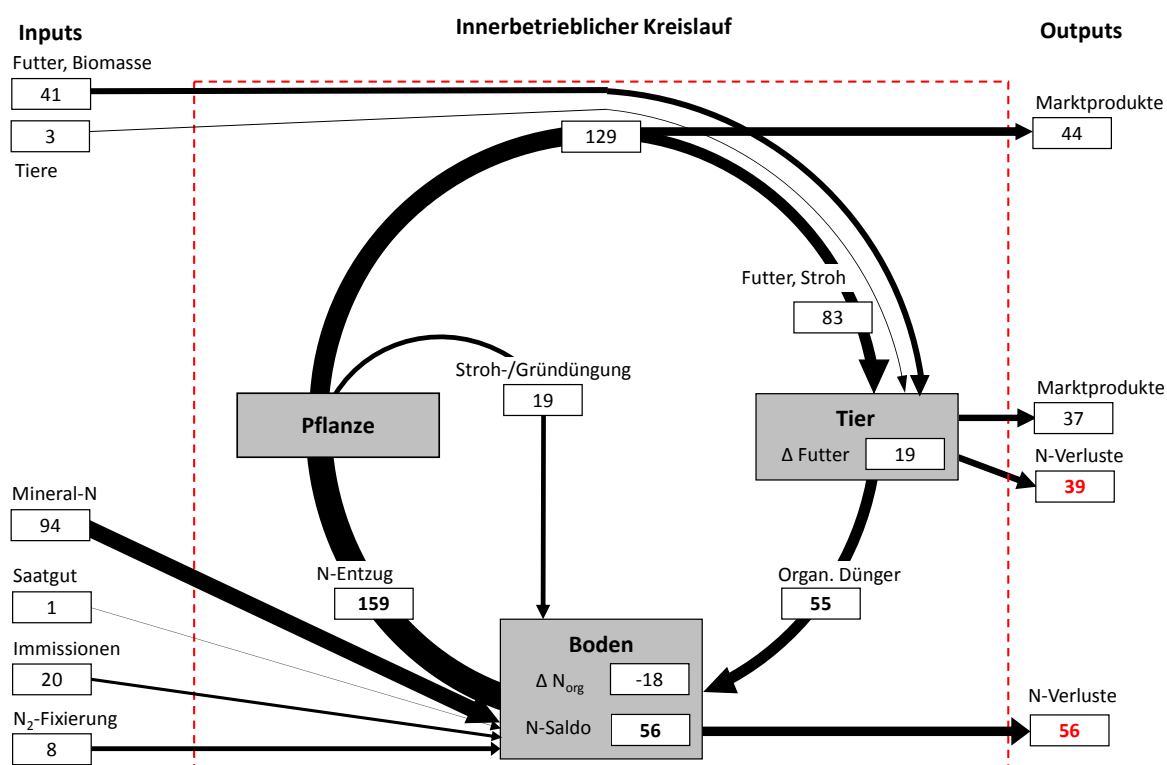 Innerbetrieblicher Kreislauf
Inputs
Outputs
Futter, Biomasse
41
3
Tiere
129
Marktprodukte
44
Futter, Stroh
83
Stroh-/Gründüngung
19
Pflanze
Tier
Δ Futter
19
Marktprodukte
37
N-Verluste
39
Mineral-N
94
Saatgut
1
Immissionen
20
N₂-Fixierung
8
N-Entzug
159
Organ. Dünger
55
Boden
Δ Norg
-18
N-Saldo
56
N-Verluste
56